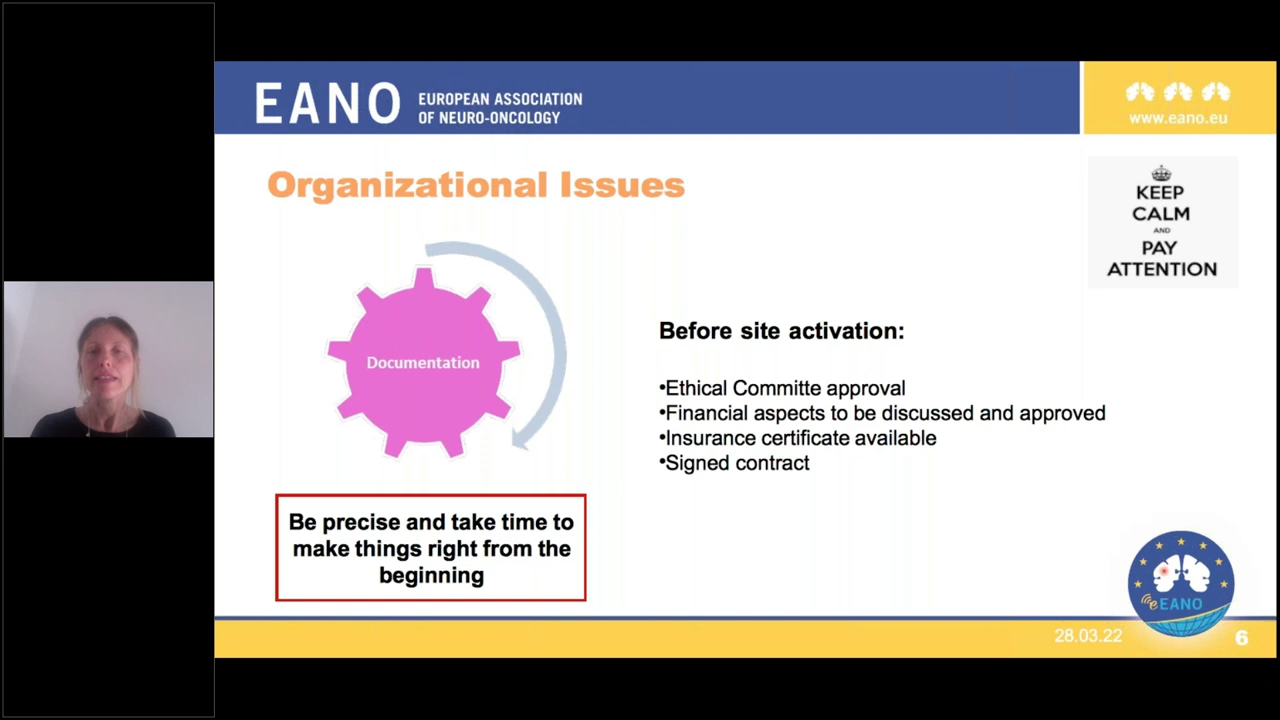 EANO
EUROPEAN ASSOCIATION
OF NEURO-ONCOLOGY
www.eano.eu
Organizational Issues
KEEP
CALM
AND
PAY
ATTENTION
Documentation
Before site activation:
•Ethical Committe approval
•Financial aspects to be discussed and approved
•Insurance certificate available
•Signed contract
Be precise and take time to
make things right from the
beginning
eEANO
28.03.22
6